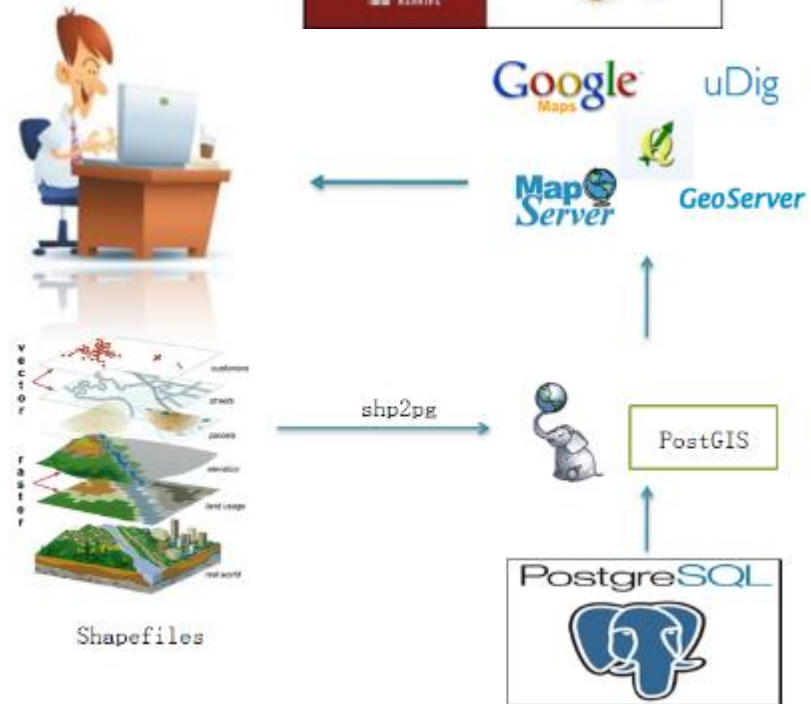 Google
Maps
uDig
Map
Server
GeoServer
vector
customers
streets
parcels
raster
elevation
land usage
real world
Shapefiles
shp2pg
PostGIS
PostgreSQL